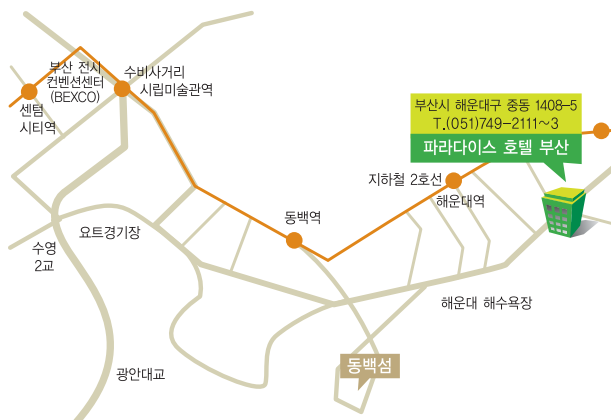 부산 전시
컨벤션센터
(BEXCO)
수비사거리
시립미술관역
센텀
시티역
부산시 해운대구 중동 1408-5
T.(051)749-2111~3
파라다이스 호텔 부산
지하철 2호선
해운대역
동백역
요트경기장
수영
2교
해운대 해수욕장
동백섬
광안대교